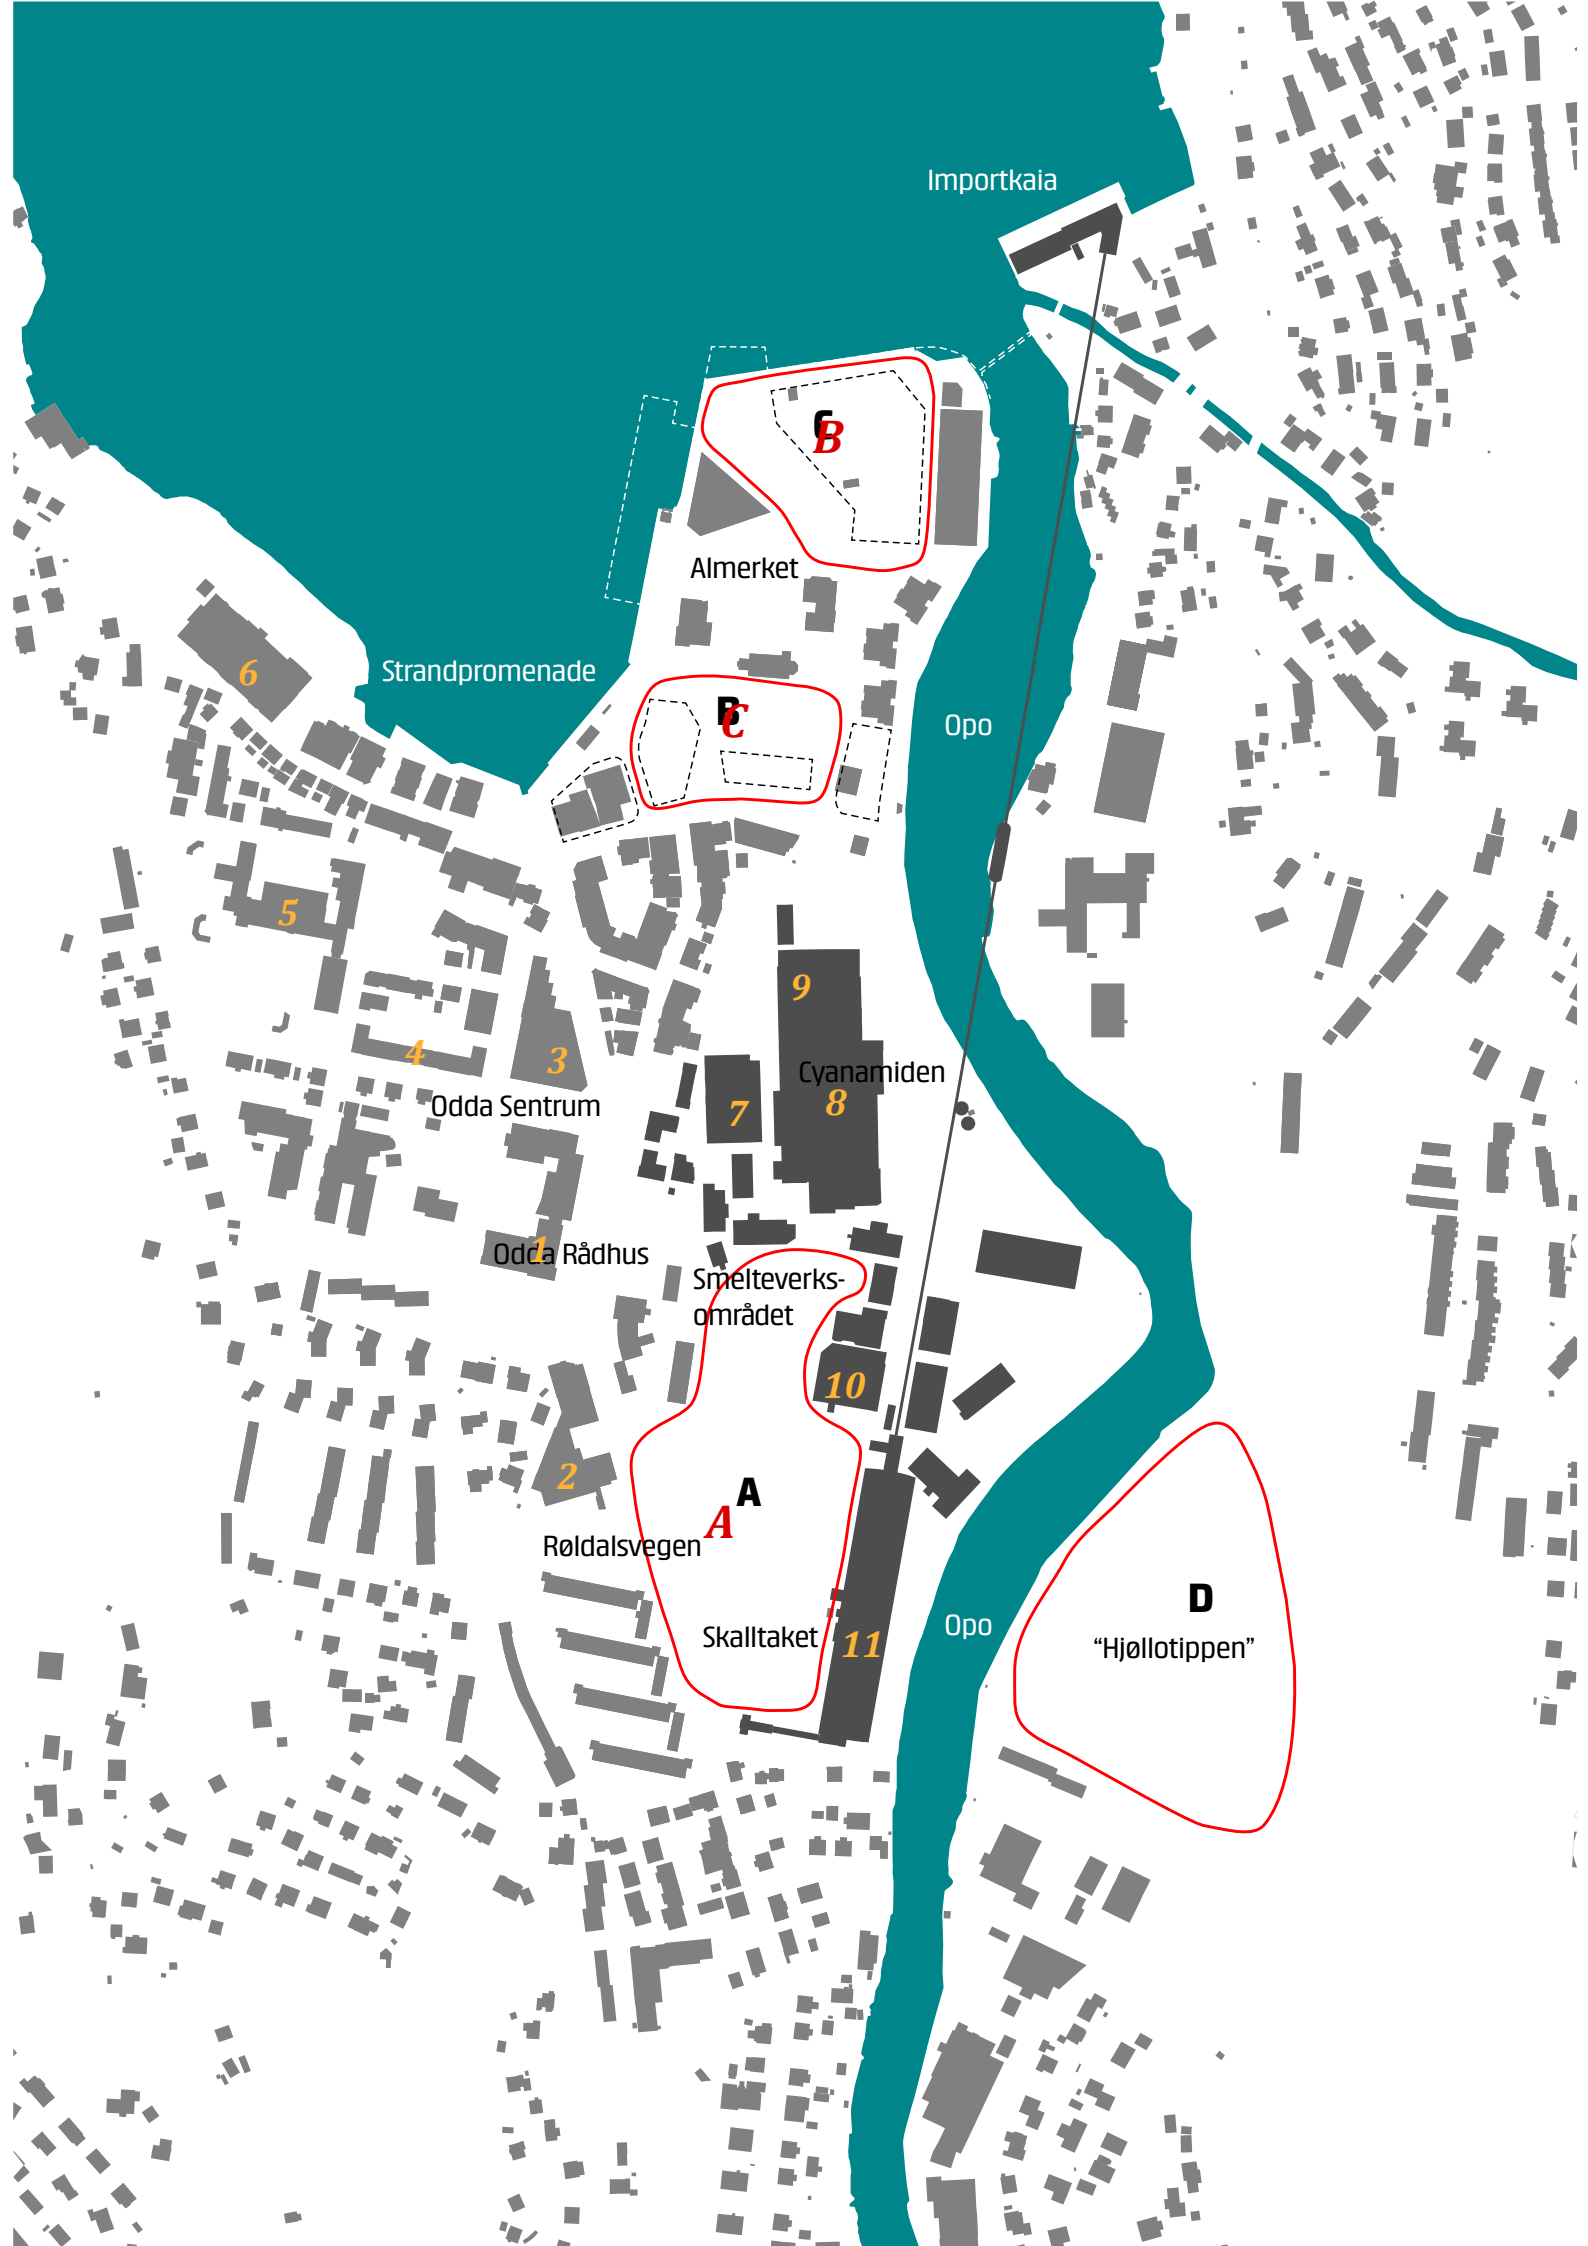 Importkaia
C
B
Almerket
6
Strandpromenade
B
C
Opo
5
9
4
3
Cyanamiden
8
7
Odda Sentrum
1
Odda Rådhus
Smelteverks-
området
10
2
A
A
Røldalsvegen
D
Opo
Skalltaket
11
“Hjøllotippen”